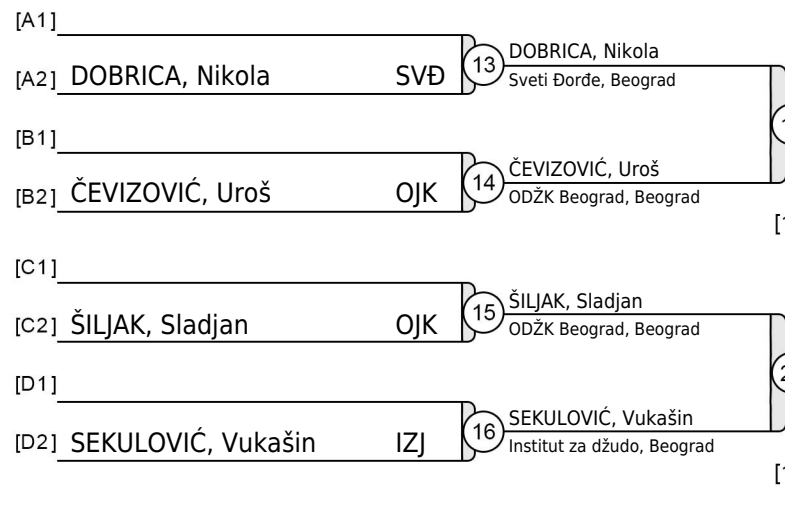 [A1]
[A2] DOBRICA, Nikola SVĐ
13
DOBRICA, Nikola
Sveti Đorđe, Beograd
[B1]
[B2] ČEVIZOVIĆ, Uroš OJK
14
ČEVIZOVIĆ, Uroš
ODŽK Beograd, Beograd
[C1]
[C2] ŠILJAK, Sladjan OJK
15
ŠILJAK, Sladjan
ODŽK Beograd, Beograd
[D1]
[D2] SEKULOVIĆ, Vukašin IZJ
16
SEKULOVIĆ, Vukašin
Institut za džudo, Beograd